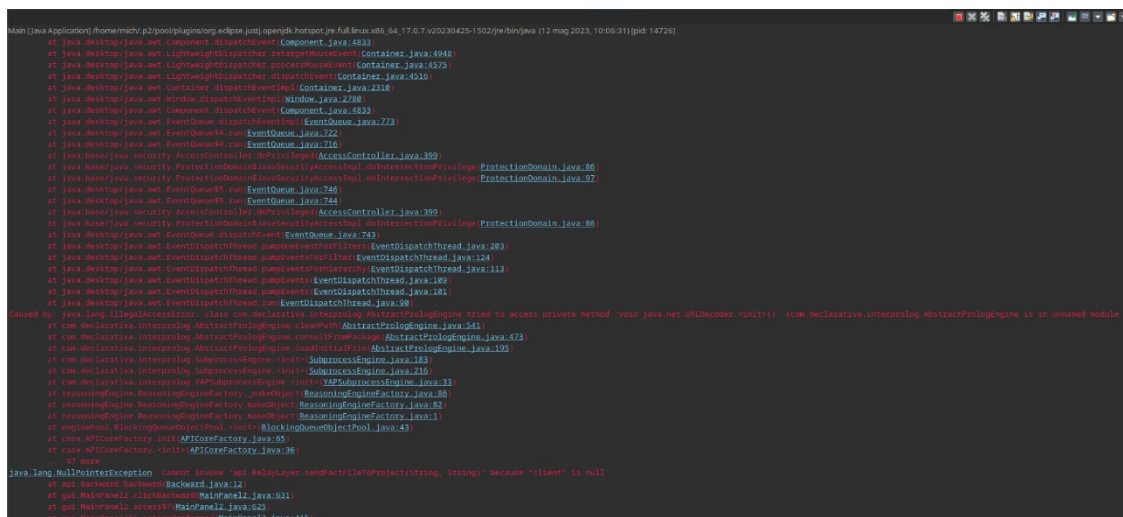 Main [Java Application] /home/mich/.p2/pool/plugins/org.eclipse.justj.openjdk.hotspot.jre.full.linux.x86_64_17.0.7.v20230425-1502/jre/bin/java (12 mag 2023, 10:06:31) [pid: 14726]
at java.desktop/java.awt.Component.dispatchEvent(Component.java:4833)
at java.desktop/java.awt.LightweightDispatcher.retargetMouseEvent(Container.java:4948)
at java.desktop/java.awt.LightweightDispatcher.processMouseEvent(Container.java:4575)
at java.desktop/java.awt.LightweightDispatcher.dispatchEvent(Container.java:4516)
at java.desktop/java.awt.Container.dispatchEventImpl(Container.java:2310)
at java.desktop/java.awt.Window.dispatchEventImpl(Window.java:2780)
at java.desktop/java.awt.Component.dispatchEvent(Component.java:4833)
at java.desktop/java.awt.EventQueue.dispatchEventImpl(EventQueue.java:773)
at java.desktop/java.awt.EventQueue$4.run(EventQueue.java:722)
at java.desktop/java.awt.EventQueue$4.run(EventQueue.java:716)
at java.base/java.security.AccessController.doPrivileged(AccessController.java:399)
at java.base/java.security.ProtectionDomain$JavaSecurityAccessImpl.doIntersectionPrivilege(ProtectionDomain.java:86)
at java.base/java.security.ProtectionDomain$JavaSecurityAccessImpl.doIntersectionPrivilege(ProtectionDomain.java:97)
at java.desktop/java.awt.EventQueue$5.run(EventQueue.java:746)
at java.desktop/java.awt.EventQueue$5.run(EventQueue.java:744)
at java.base/java.security.AccessController.doPrivileged(AccessController.java:399)
at java.base/java.security.ProtectionDomain$JavaSecurityAccessImpl.doIntersectionPrivilege(ProtectionDomain.java:86)
at java.desktop/java.awt.EventQueue.dispatchEvent(EventQueue.java:743)
at java.desktop/java.awt.EventDispatchThread.pumpOneEventForFilters(EventDispatchThread.java:203)
at java.desktop/java.awt.EventDispatchThread.pumpEventsForFilter(EventDispatchThread.java:124)
at java.desktop/java.awt.EventDispatchThread.pumpEventsForHierarchy(EventDispatchThread.java:113)
at java.desktop/java.awt.EventDispatchThread.pumpEvents(EventDispatchThread.java:109)
at java.desktop/java.awt.EventDispatchThread.pumpEvents(EventDispatchThread.java:101)
at java.desktop/java.awt.EventDispatchThread.run(EventDispatchThread.java:90)
Caused by: java.lang.IllegalAccessError: class com.declarativa.interprolog.AbstractPrologEngine tried to access private method 'void java.net.URLDecoder.<init>()' (com.declarativa.interprolog.AbstractPrologEngine is in unnamed module
at com.declarativa.interprolog.AbstractPrologEngine.cleanPath(AbstractPrologEngine.java:541)
at com.declarativa.interprolog.AbstractPrologEngine.consultFromPackage(AbstractPrologEngine.java:473)
at com.declarativa.interprolog.AbstractPrologEngine.loadInitialFile(AbstractPrologEngine.java:195)
at com.declarativa.interprolog.SubprocessEngine.<init>(SubprocessEngine.java:183)
at com.declarativa.interprolog.SubprocessEngine.<init>(SubprocessEngine.java:216)
at com.declarativa.interprolog.YAPSubprocessEngine.<init>(YAPSubprocessEngine.java:33)
at reasoningEngine.ReasoningEngineFactory._makeObject(ReasoningEngineFactory.java:86)
at reasoningEngine.ReasoningEngineFactory.makeObject(ReasoningEngineFactory.java:82)
at reasoningEngine.ReasoningEngineFactory.makeObject(ReasoningEngineFactory.java:1)
at enginePool.BlockingQueueObjectPool.<init>(BlockingQueueObjectPool.java:43)
at core.APICoreFactory.init(APICoreFactory.java:65)
at core.APICoreFactory.<init>(APICoreFactory.java:36)
... 47 more
java.lang.NullPointerException: Cannot invoke "api.RelayLayer.sendFactFileToProject(String, String)" because "client" is null
at api.Backward.backward(Backward.java:12)
at gui.MainPanel2.clickBackward(MainPanel2.java:631)
at gui.MainPanel2.access$7(MainPanel2.java:625)